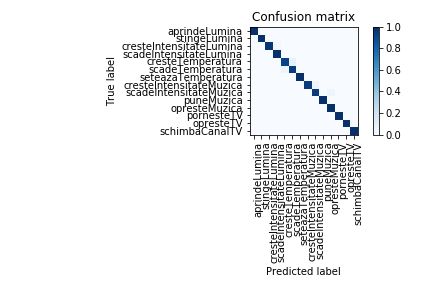 Confusion matrix
True label
aprindeLumina
stingeLumina
cresteIntensitateLumina
scadeIntensitateLumina
cresteTemperatura
scadeTemperatura
seteazaTemperatura
cresteIntensitateMuzica
scadeIntensitateMuzica
puneMuzica
opresteMuzica
pornesteTV
opresteTV
schimbaCanalTV
1.0
0.8
0.6
0.4
0.2
0.0
aprindeLumina
stingeLumina
cresteIntensitateLumina
scadeIntensitateLumina
cresteTemperatura
scadeTemperatura
seteazaTemperatura
cresteIntensitateMuzica
scadeIntensitateMuzica
puneMuzica
opresteMuzica
pornesteTV
opresteTV
schimbaCanalTV
Predicted label